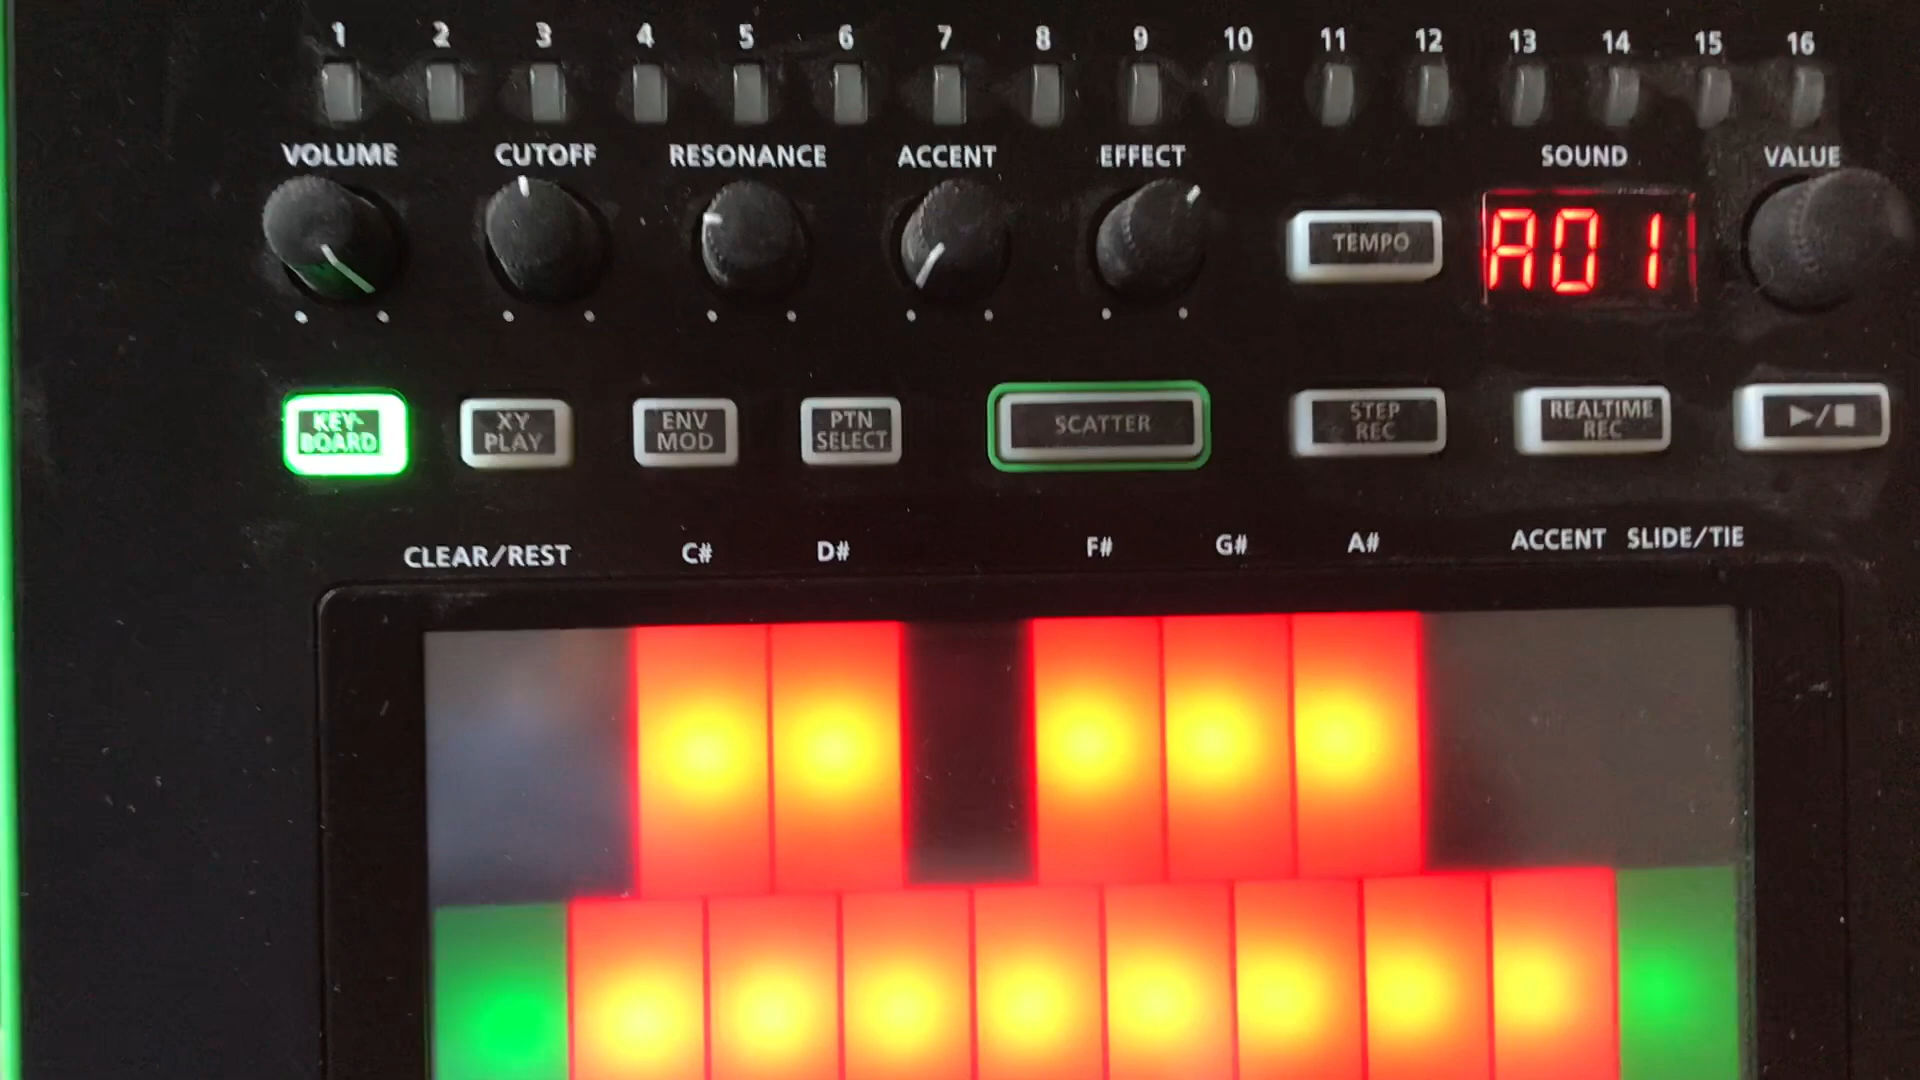 1 2 3 4 5 6 7 8 9 10 11 12 13 14 15 16
VOLUME CUTOFF RESONANCE ACCENT EFFECT SOUND VALUE
TEMPO A01
KEY-
BOARD
XY
PLAY
ENV
MOD
PTN
SELECT
SCATTER
STEP
REC
REALTIME
REC
CLEAR/REST C# D# F# G# A# ACCENT SLIDE/TIE